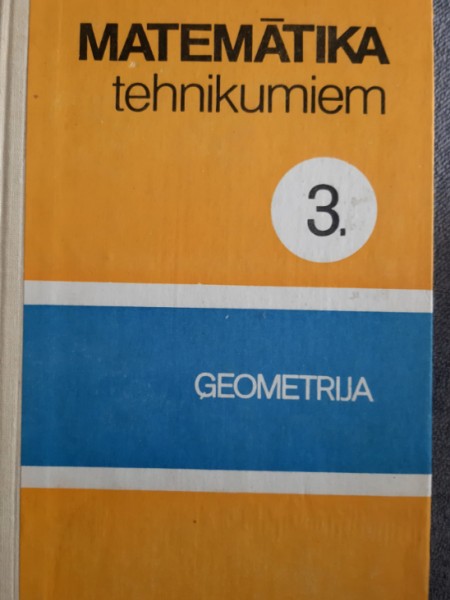 MATEMĀTIKA
tehnikumiem
3.
ĢEOMETRIJA